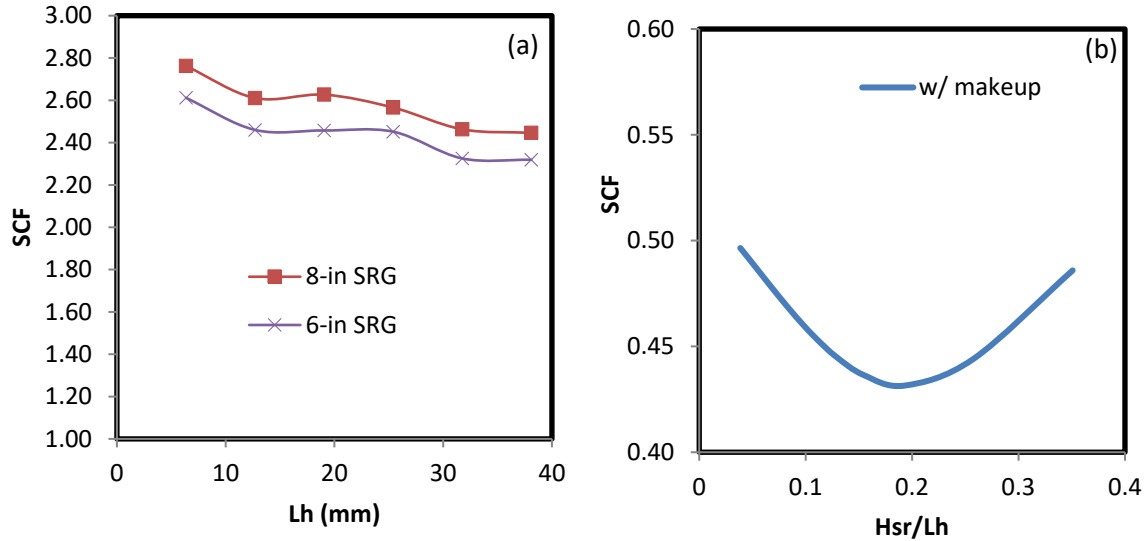 3.00
2.80
2.60
2.40
2.20
2.00
1.80
1.60
1.40
1.20
1.00
SCF
(a)
8-in SRG
6-in SRG
0 10 20 30 40
Lh (mm)
0.60
0.55
0.50
0.45
0.40
SCF
(b)
w/ makeup
0 0.1 0.2 0.3 0.4
Hsr/Lh